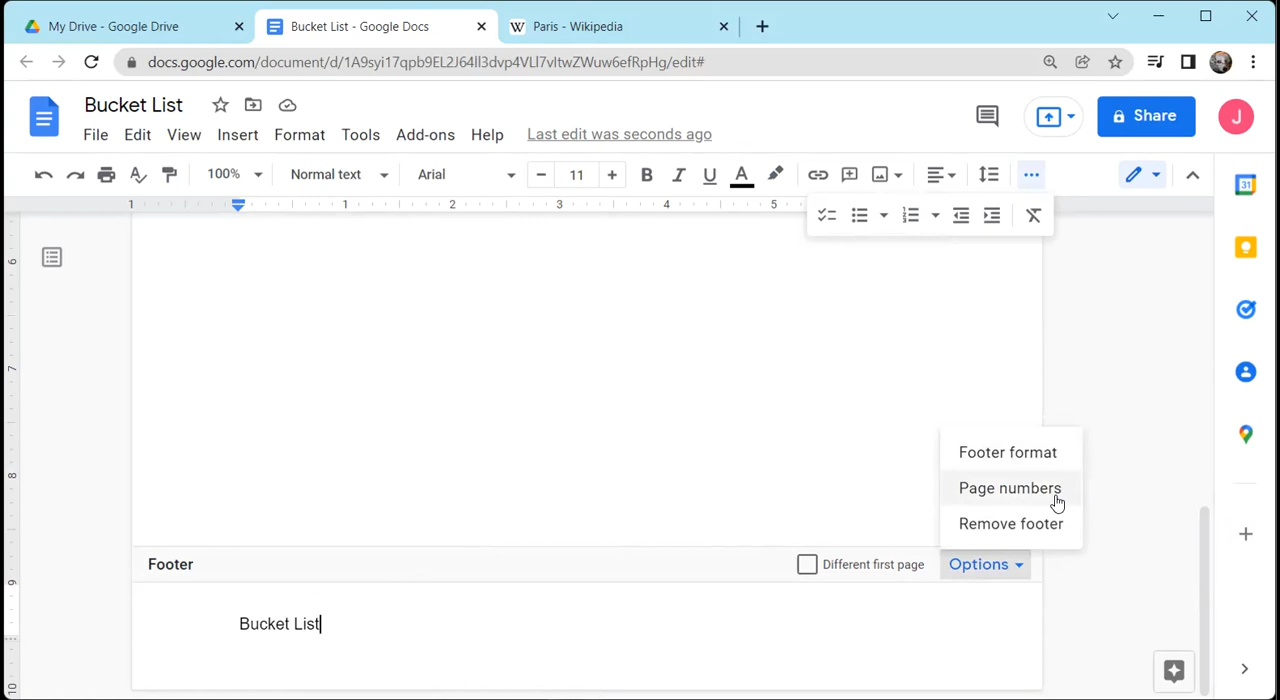 My Drive - Google Drive
Bucket List - Google Docs
W Paris - Wikipedia
docs.google.com/document/d/1A9syi17qpb9EL2J64ll3dvp4VLl7vItwZWuw6efRpHg/edit#
Bucket List
Share
J
File Edit View Insert Format Tools Add-ons Help Last edit was seconds ago
100% Normal text Arial 11 B I U A
31
1 1 2 3 4 5
6
7
8
9
10
Footer format
Page numbers
Remove footer
Footer Different first page Options
Bucket List